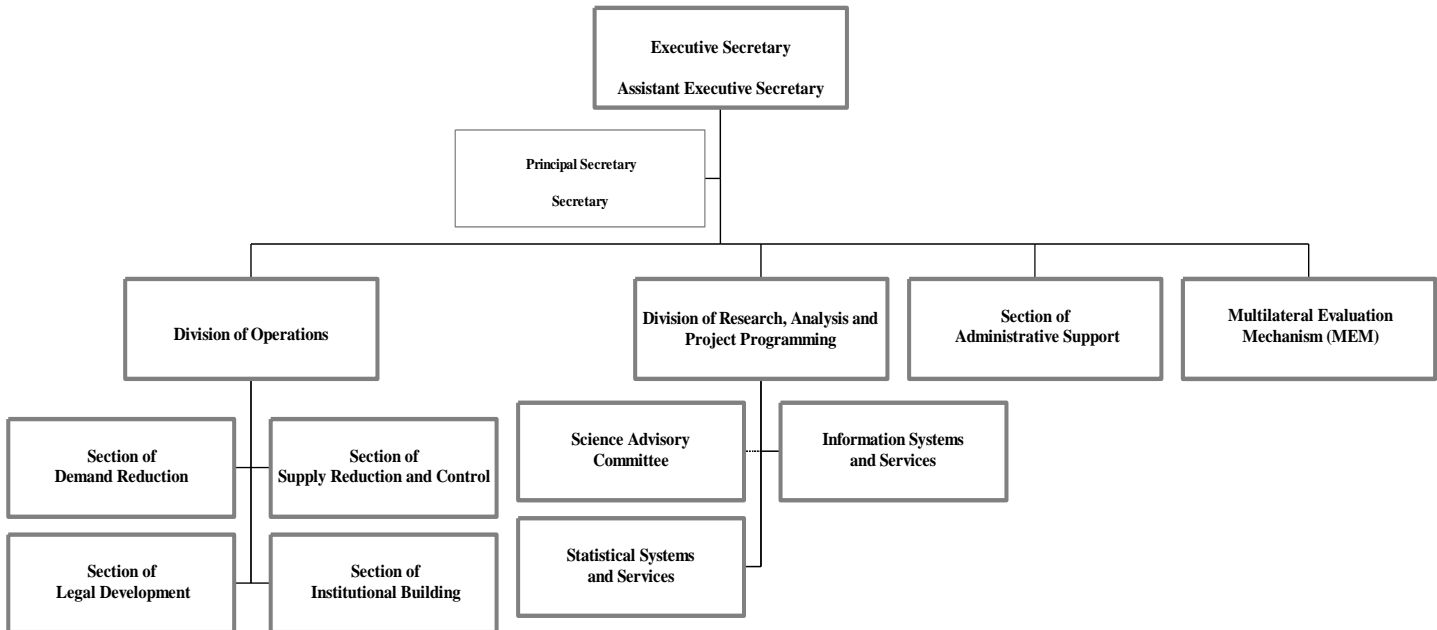 Executive Secretary
Assistant Executive Secretary
Principal Secretary
Secretary
Division of Operations
Division of Research, Analysis and
Project Programming
Section of
Administrative Support
Multilateral Evaluation
Mechanism (MEM)
Section of
Demand Reduction
Section of
Supply Reduction and Control
Science Advisory
Committee
Information Systems
and Services
Section of
Legal Development
Section of
Institutional Building
Statistical Systems
and Services